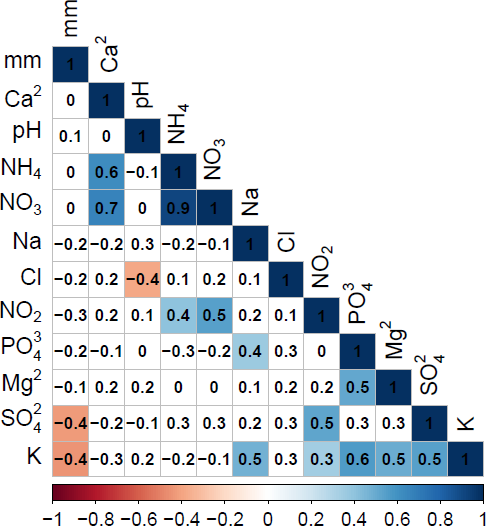 mm
mm 1 Ca²
Ca² 0 1 pH
pH 0.1 0 1 NH₄
NH₄ 0 0.6 −0.1 1 NO₃
NO₃ 0 0.7 0 0.9 1 Na
Na −0.2 −0.2 0.3 −0.2 −0.1 1 Cl
Cl −0.2 0.2 −0.4 0.1 0.2 0.1 1 NO₂
NO₂ −0.3 0.2 0.1 0.4 0.5 0.2 0.1 1 PO₄³
PO₄³ −0.2 −0.1 0 −0.3 −0.2 0.4 0.3 0 1 Mg²
Mg² −0.1 0.2 0.2 0 0 0.1 0.2 0.2 0.5 1 SO₄²
SO₄² −0.4 −0.2 −0.1 0.3 0.3 0.2 0.3 0.5 0.3 0.3 1 K
K −0.4 −0.3 0.2 −0.2 −0.1 0.5 0.3 0.3 0.6 0.5 0.5 1
−1 −0.8 −0.6 −0.4 −0.2 0 0.2 0.4 0.6 0.8 1